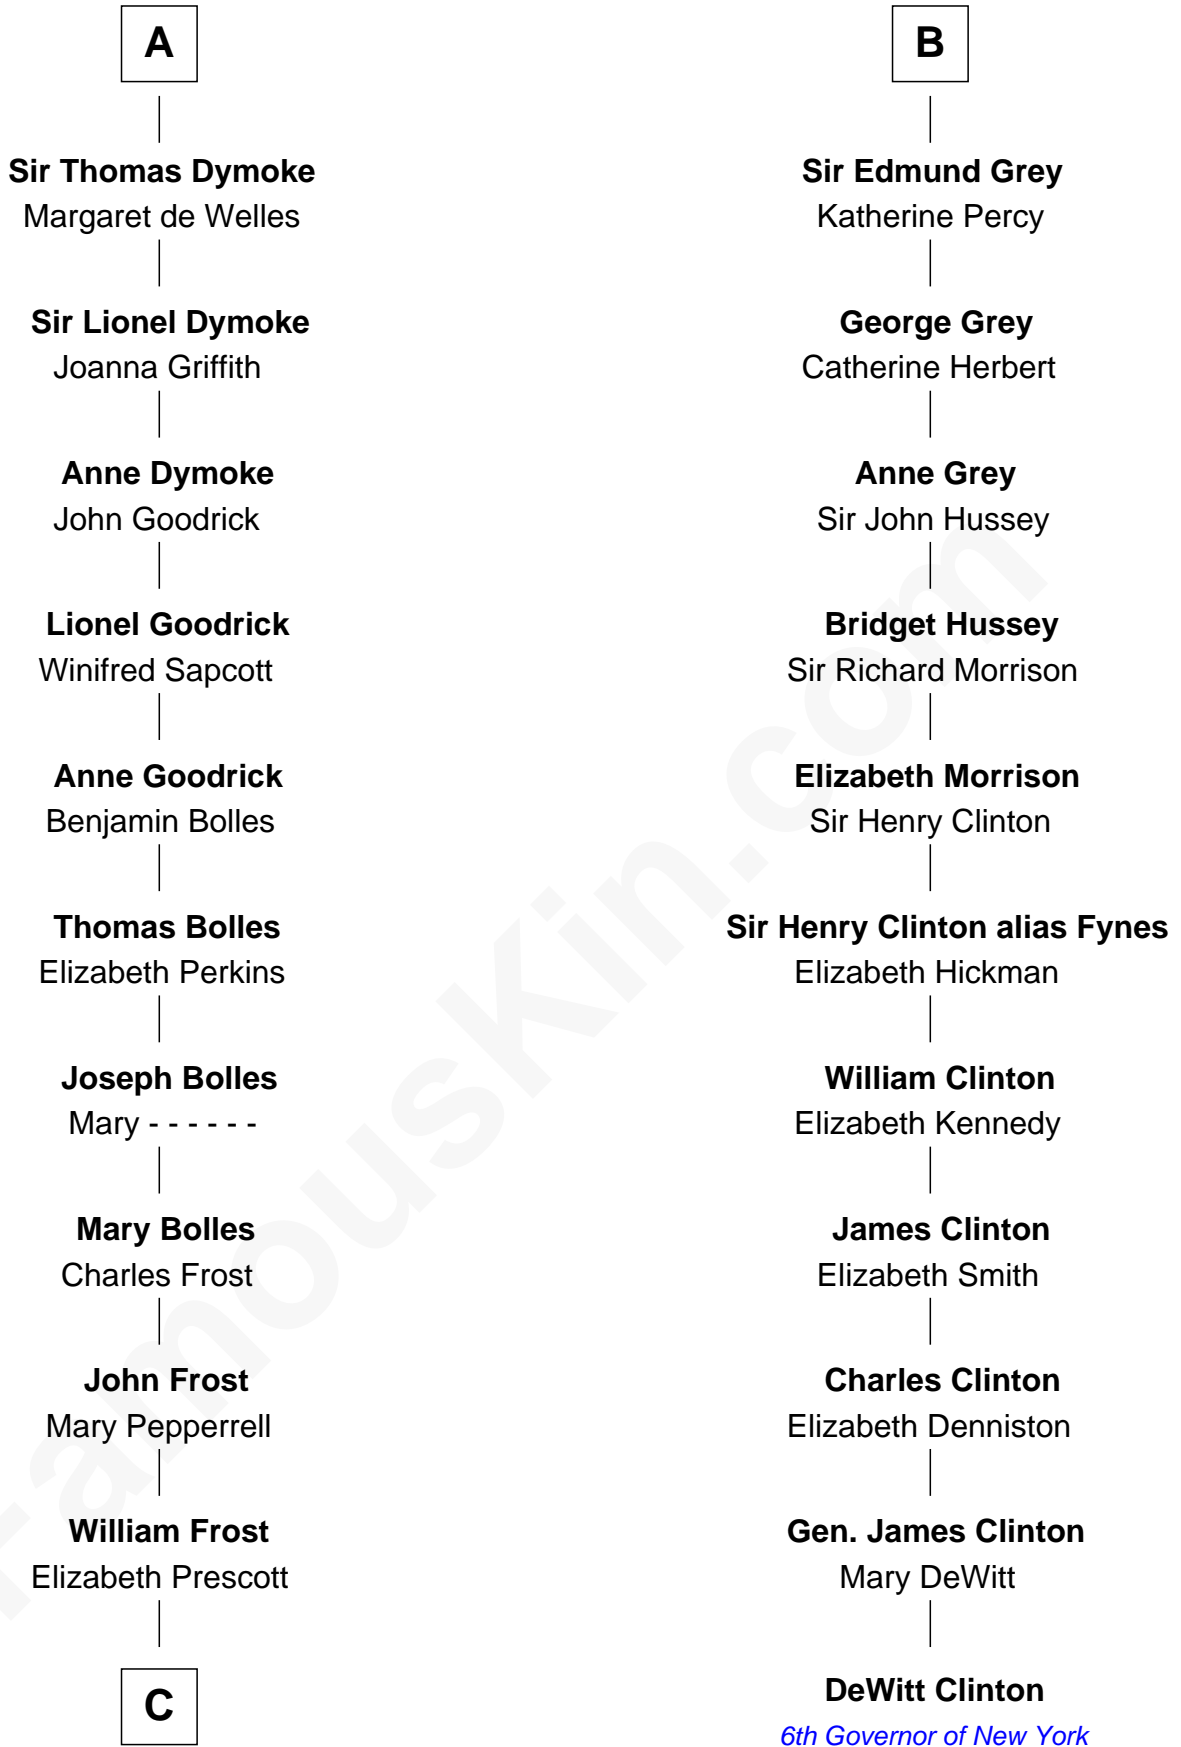 A
Sir Thomas Dymoke
Margaret de Welles
Sir Lionel Dymoke
Joanna Griffith
Anne Dymoke
John Goodrick
Lionel Goodrick
Winifred Sapcott
Anne Goodrick
Benjamin Bolles
Thomas Bolles
Elizabeth Perkins
Joseph Bolles
Mary - - - - - -
Mary Bolles
Charles Frost
John Frost
Mary Pepperrell
William Frost
Elizabeth Prescott
C
B
Sir Edmund Grey
Katherine Percy
George Grey
Catherine Herbert
Anne Grey
Sir John Hussey
Bridget Hussey
Sir Richard Morrison
Elizabeth Morrison
Sir Henry Clinton
Sir Henry Clinton alias Fynes
Elizabeth Hickman
William Clinton
Elizabeth Kennedy
James Clinton
Elizabeth Smith
Charles Clinton
Elizabeth Denniston
Gen. James Clinton
Mary DeWitt
DeWitt Clinton
6th Governor of New York
FamousKin.com